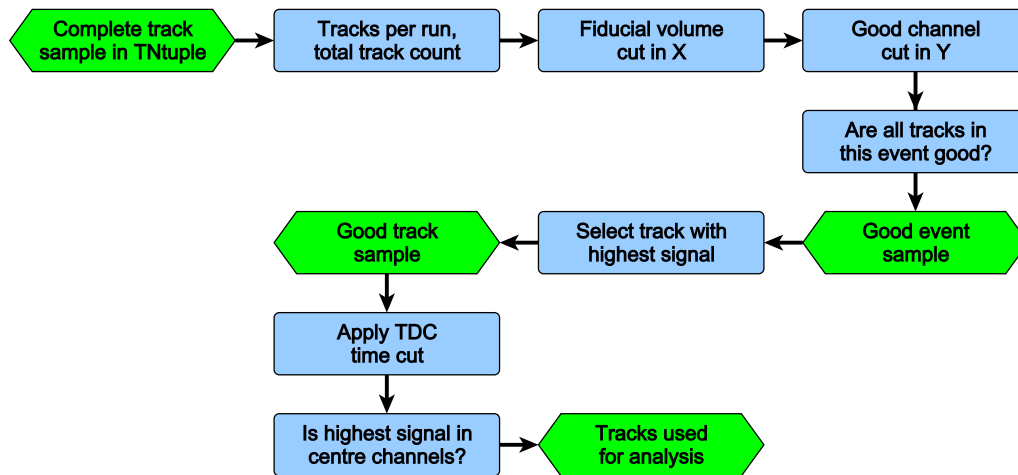 Complete track
sample in TNtuple
Tracks per run,
total track count
Fiducial volume
cut in X
Good channel
cut in Y
Are all tracks in
this event good?
Good event
sample
Select track with
highest signal
Good track
sample
Apply TDC
time cut
Is highest signal in
centre channels?
Tracks used
for analysis